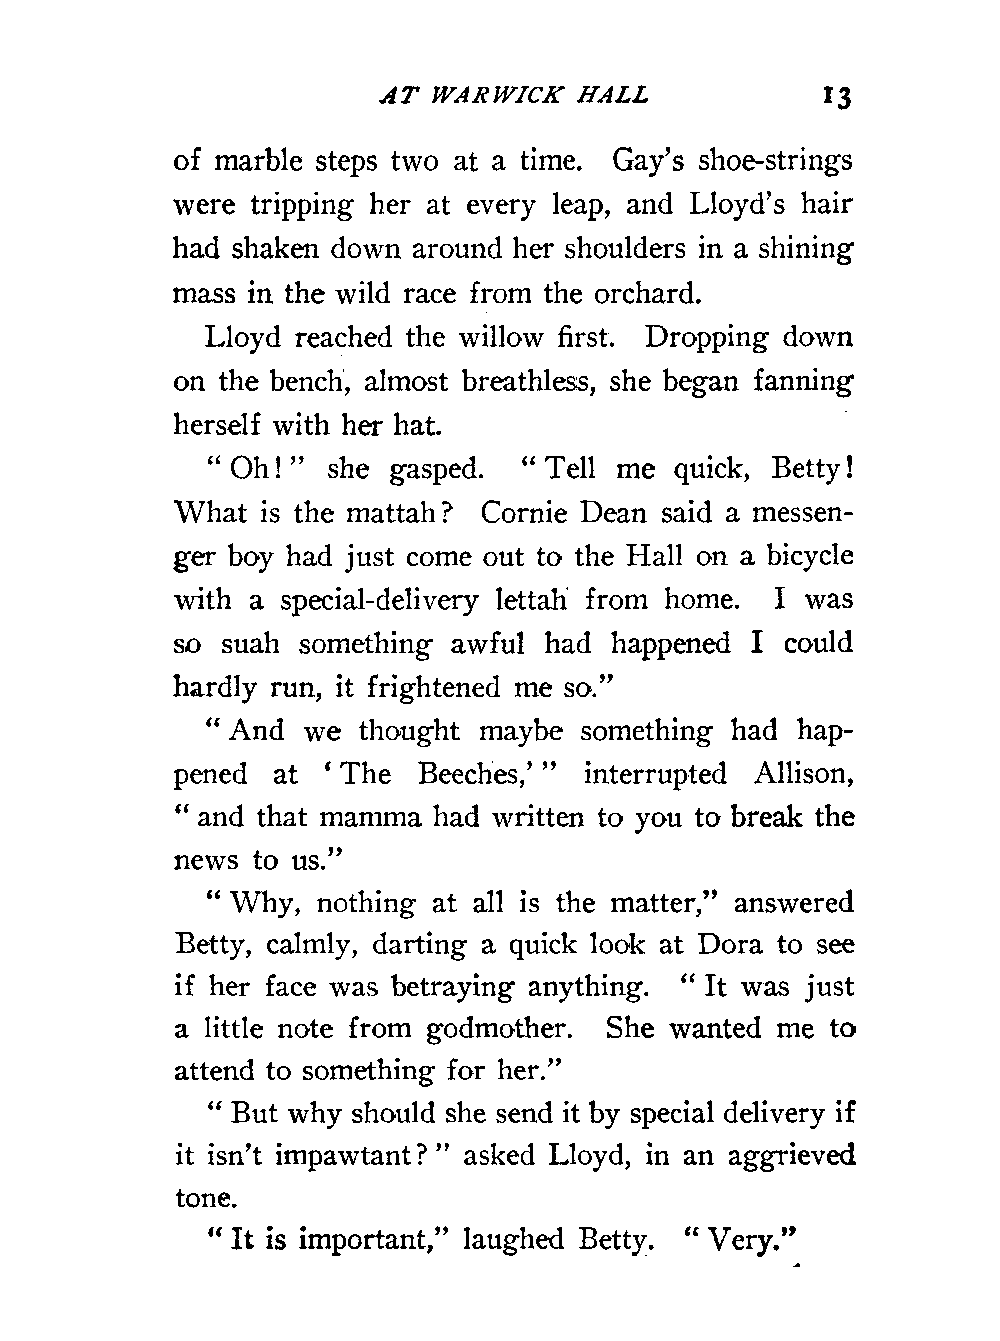 AT WARWICK HALL 13
of marble steps two at a time. Gay's shoe-strings
were tripping her at every leap, and Lloyd's hair
had shaken down around her shoulders in a shining
mass in the wild race from the orchard.
Lloyd reached the willow first. Dropping down
on the bench, almost breathless, she began fanning
herself with her hat.
"Oh!" she gasped. "Tell me quick, Betty!
What is the mattah? Cornie Dean said a messen-
ger boy had just come out to the Hall on a bicycle
with a special-delivery lettah from home. I was
so suah something awful had happened I could
hardly run, it frightened me so."
"And we thought maybe something had hap-
pened at 'The Beeches,'" interrupted Allison,
"and that mamma had written to you to break the
news to us."
"Why, nothing at all is the matter," answered
Betty, calmly, darting a quick look at Dora to see
if her face was betraying anything. "It was just
a little note from godmother. She wanted me to
attend to something for her."
"But why should she send it by special delivery if
it isn't impawtant?" asked Lloyd, in an aggrieved
tone.
"It is important," laughed Betty. "Very."